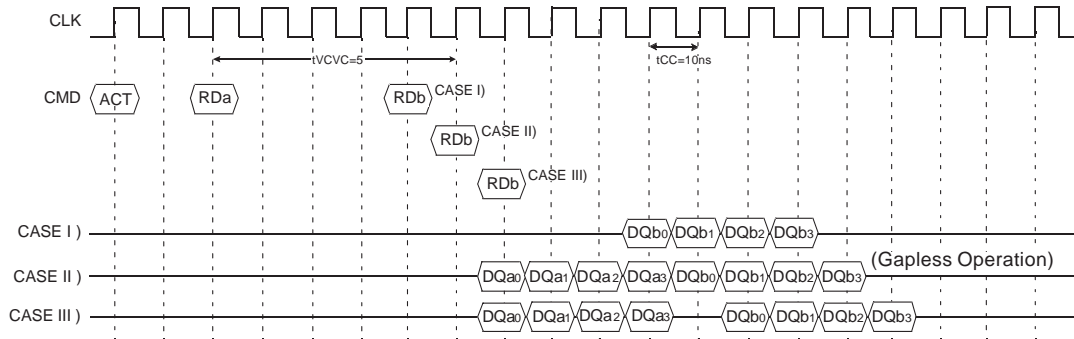 CLK
tVCVC=5
tCC=10ns
CMD ACT RDa RDb CASE I)
RDb CASE II)
RDb CASE III)
CASE I ) DQb0 DQb1 DQb2 DQb3
(Gapless Operation)
CASE II ) DQa0 DQa1 DQa2 DQa3 DQb0 DQb1 DQb2 DQb3
CASE III ) DQa0 DQa1 DQa2 DQa3 DQb0 DQb1 DQb2 DQb3